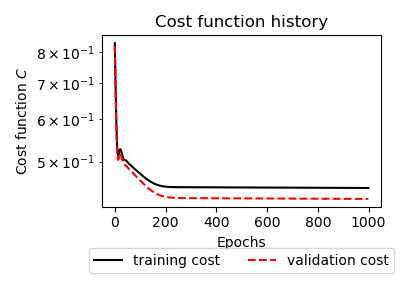 Cost function history
Cost function C
8 × 10⁻¹
7 × 10⁻¹
6 × 10⁻¹
5 × 10⁻¹
0 200 400 600 800 1000
Epochs
training cost validation cost